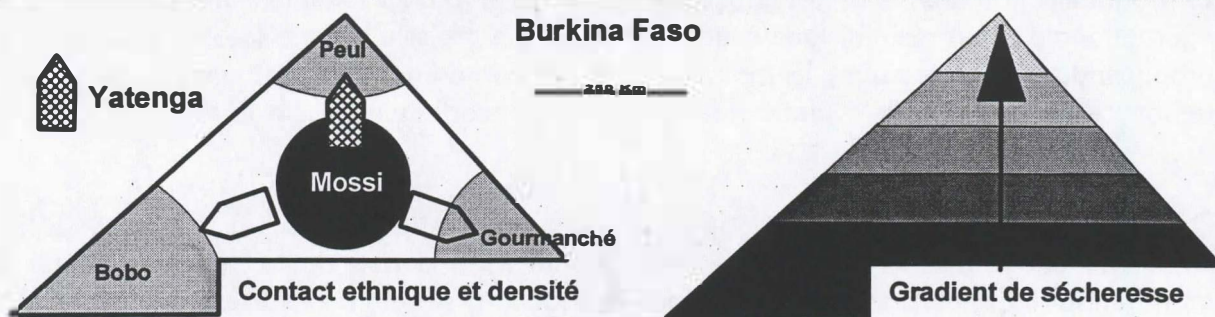 Burkina Faso
Peul
Yatenga
Mossi
Gourmanché
Bobo
Contact ethnique et densité
Gradient de sécheresse